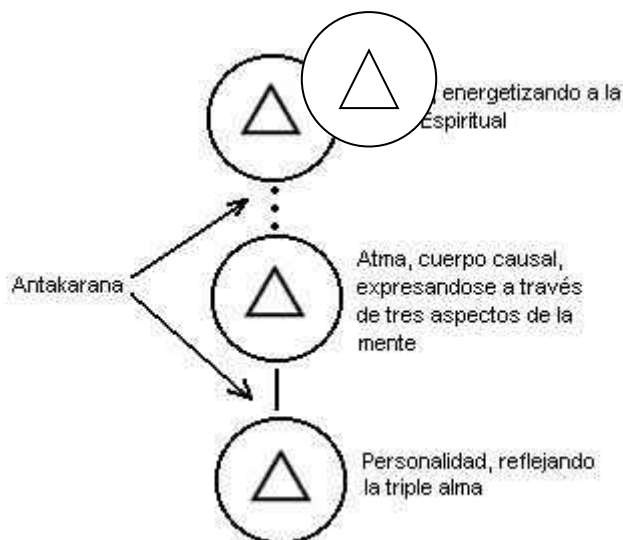 energetizando a la
Espiritual
Antakarana
Atma, cuerpo causal,
expresandose a través
de tres aspectos de la
mente
Personalidad, reflejando
la triple alma